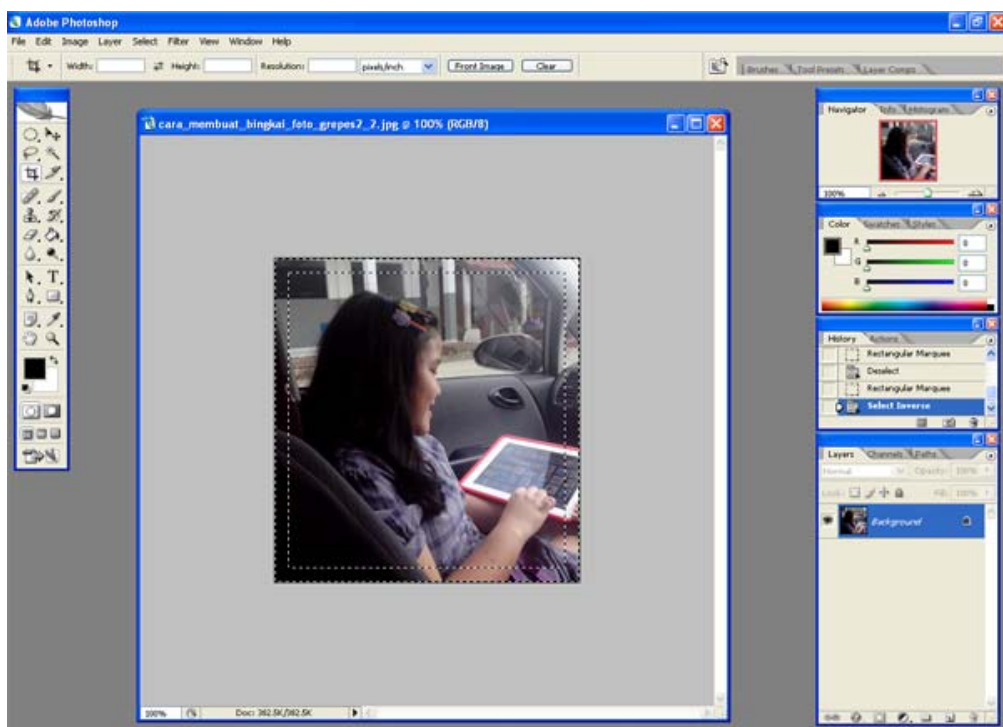 Adobe Photoshop
File Edit Image Layer Select Filter View Window Help
Width: Height: Resolution: pixels/inch Front Image Clear
Brushes Tool Presets Layer Comps
cara_membuat_bingkai_foto_grepes2_2.jpg @ 100% (RGB/8)
Navigator Info Histogram
100%
Color Swatches Styles
R 0
G 0
B 0
History Actions
Rectangular Marquee
Deselect
Rectangular Marquee
Select Inverse
Layers Channels Paths
Normal Opacity: 100%
Lock: Fill: 100%
Background
100% Doc: 382.5K/382.5K